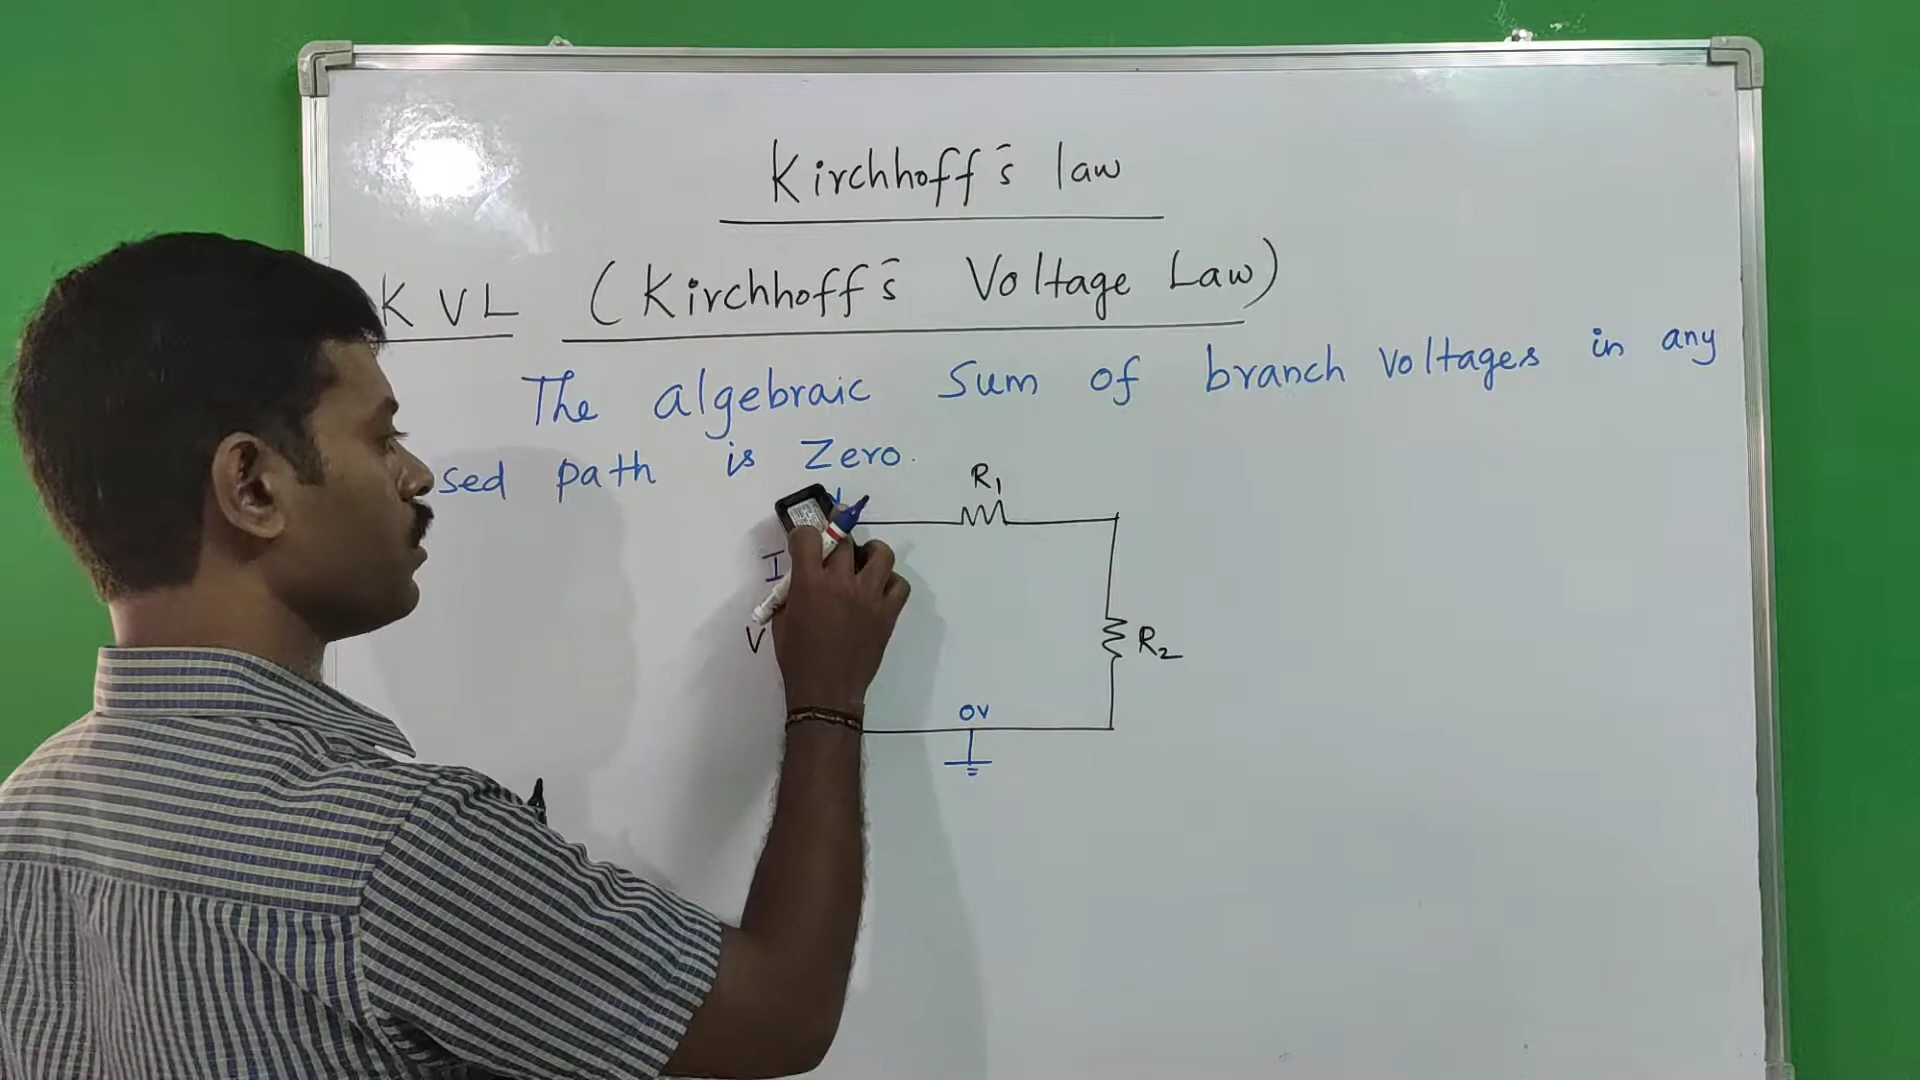 Kirchhoff's law
KVL (Kirchhoff's Voltage Law)
The algebraic Sum of branch voltages in any
sed path is Zero.
R1
I
V
R2
0V